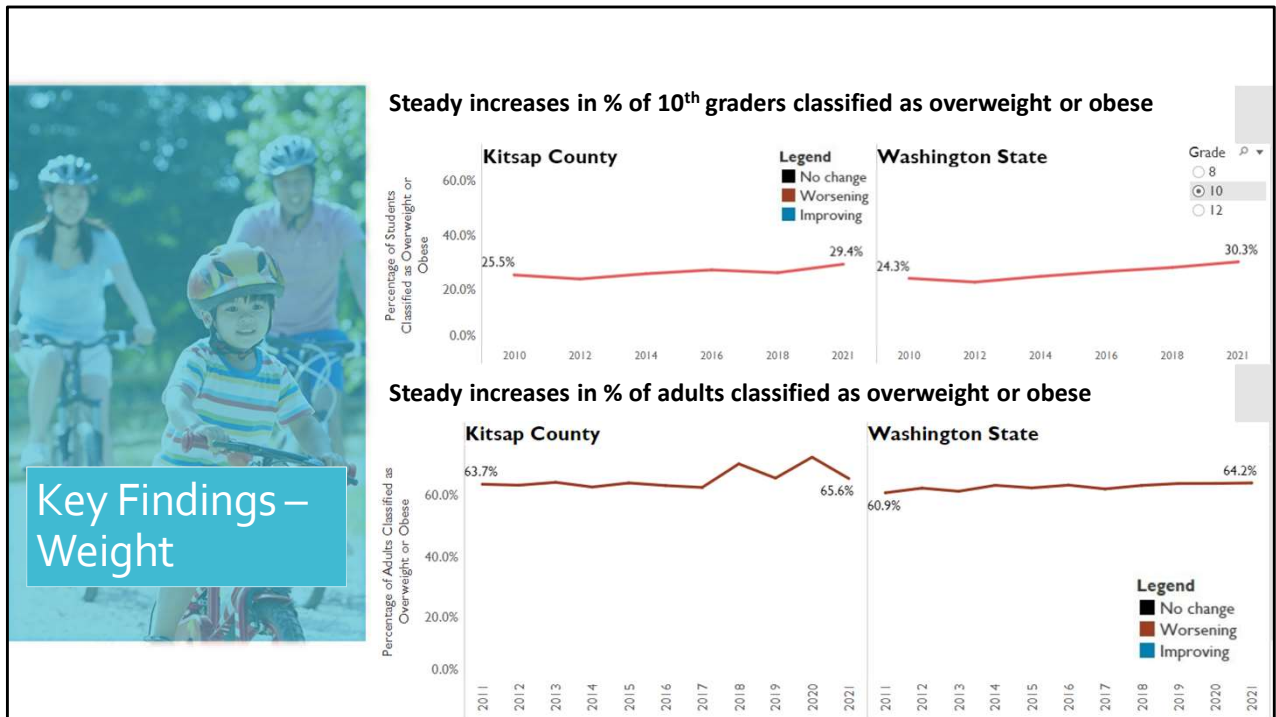 Steady increases in % of 10th graders classified as overweight or obese
Kitsap County
Legend
No change
Worsening
Improving
Washington State
Grade
8
10
12
Percentage of Students
Classified as Overweight or
Obese
60.0%
40.0%
20.0%
0.0%
25.5%
29.4%
24.3%
30.3%
2010 2012 2014 2016 2018 2021
2010 2012 2014 2016 2018 2021
Steady increases in % of adults classified as overweight or obese
Kitsap County
Washington State
Percentage of Adults Classified as
Overweight or Obese
60.0%
40.0%
20.0%
0.0%
63.7%
65.6%
60.9%
64.2%
Legend
No change
Worsening
Improving
2011 2012 2013 2014 2015 2016 2017 2018 2019 2020 2021
2011 2012 2013 2014 2015 2016 2017 2018 2019 2020 2021
Key Findings –
Weight